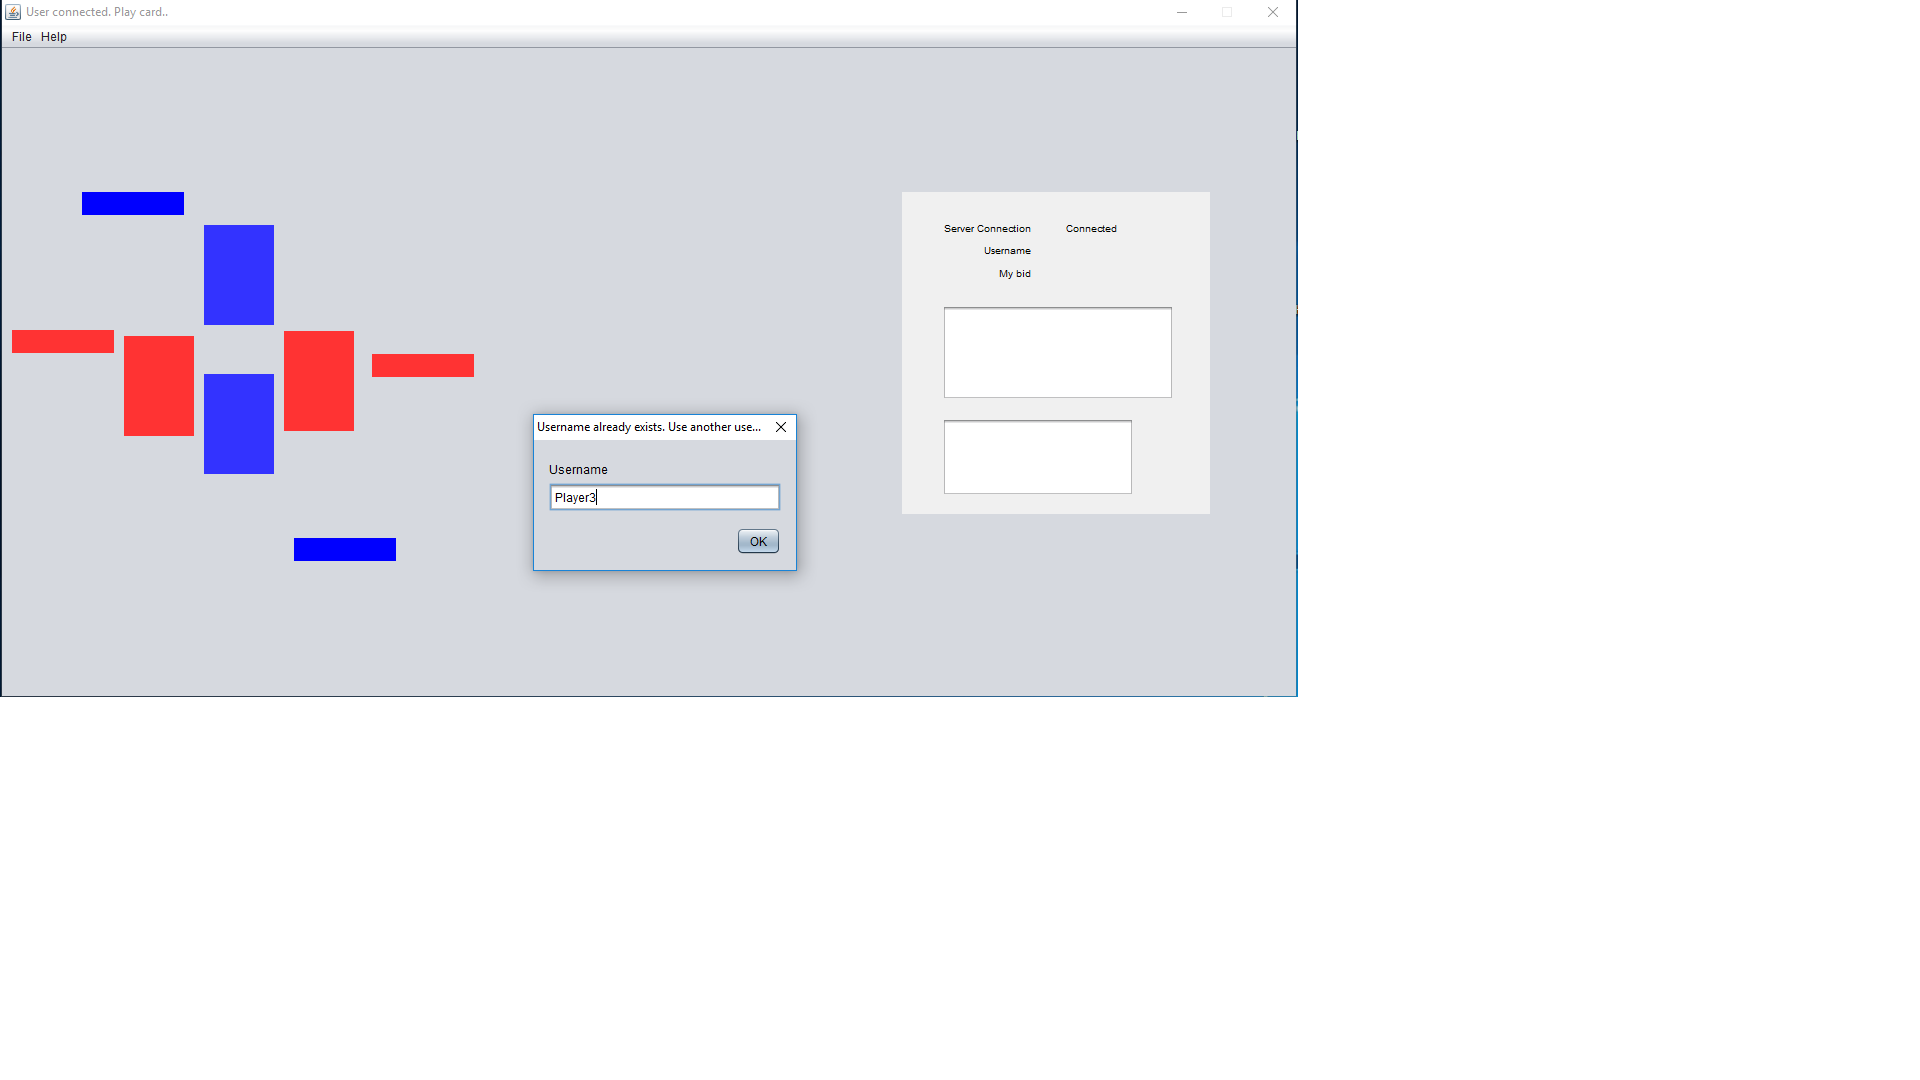 User connected. Play card..
File Help
Server Connection Connected
Username
My bid
Username already exists. Use another use...
Username
Player3
OK